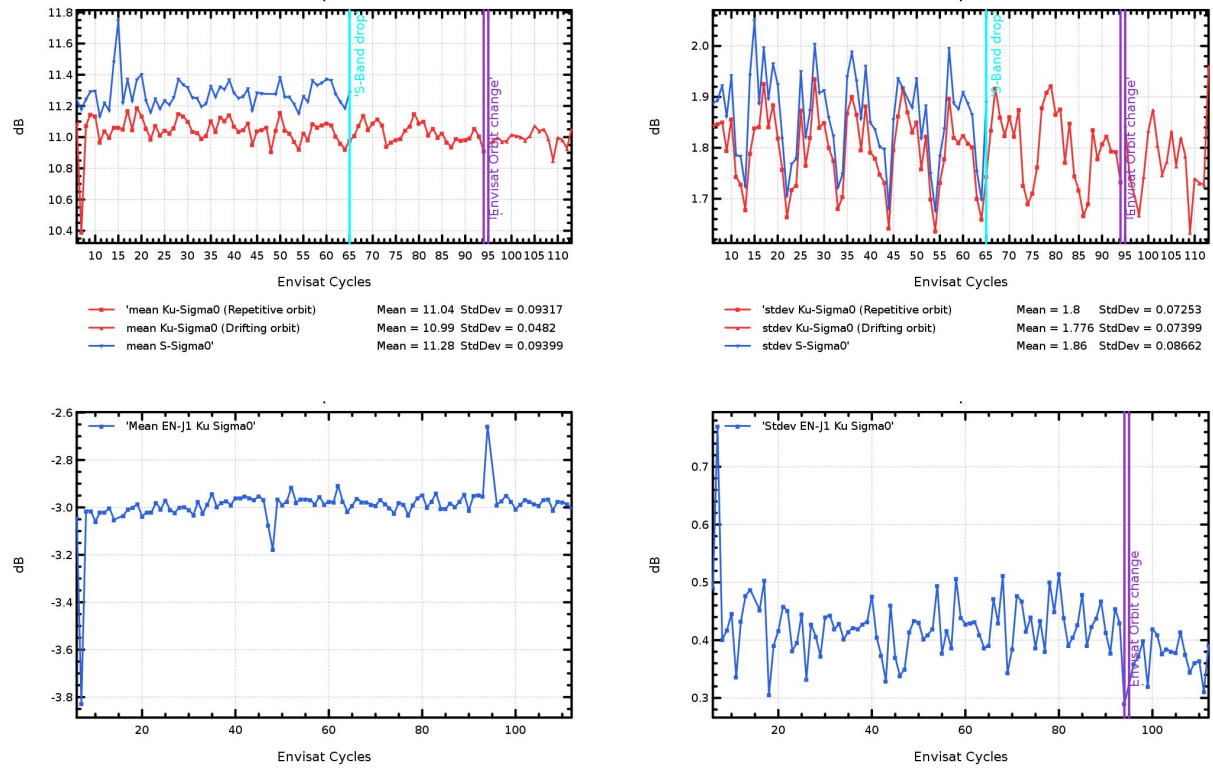 11.8
11.6
11.4
11.2
11.0
10.8
10.6
10.4
dB
'S-Band drop
'Envisat Orbit change'
10 15 20 25 30 35 40 45 50 55 60 65 70 75 80 85 90 95 100 105 110
Envisat Cycles
'mean Ku-Sigma0 (Repetitive orbit) Mean = 11.04 StdDev = 0.09317
mean Ku-Sigma0 (Drifting orbit) Mean = 10.99 StdDev = 0.0482
mean S-Sigma0' Mean = 11.28 StdDev = 0.09399
2.0
1.9
1.8
1.7
dB
S-Band drop
'Envisat Orbit change'
10 15 20 25 30 35 40 45 50 55 60 65 70 75 80 85 90 95 100 105 110
Envisat Cycles
'stdev Ku-Sigma0 (Repetitive orbit) Mean = 1.8 StdDev = 0.07253
stdev Ku-Sigma0 (Drifting orbit) Mean = 1.776 StdDev = 0.07399
stdev S-Sigma0' Mean = 1.86 StdDev = 0.08662
-2.6
-2.8
-3.0
-3.2
-3.4
-3.6
-3.8
dB
'Mean EN-J1 Ku Sigma0'
20 40 60 80 100
Envisat Cycles
0.7
0.6
0.5
0.4
0.3
dB
'Stdev EN-J1 Ku Sigma0'
Envisat Orbit change
20 40 60 80 100
Envisat Cycles